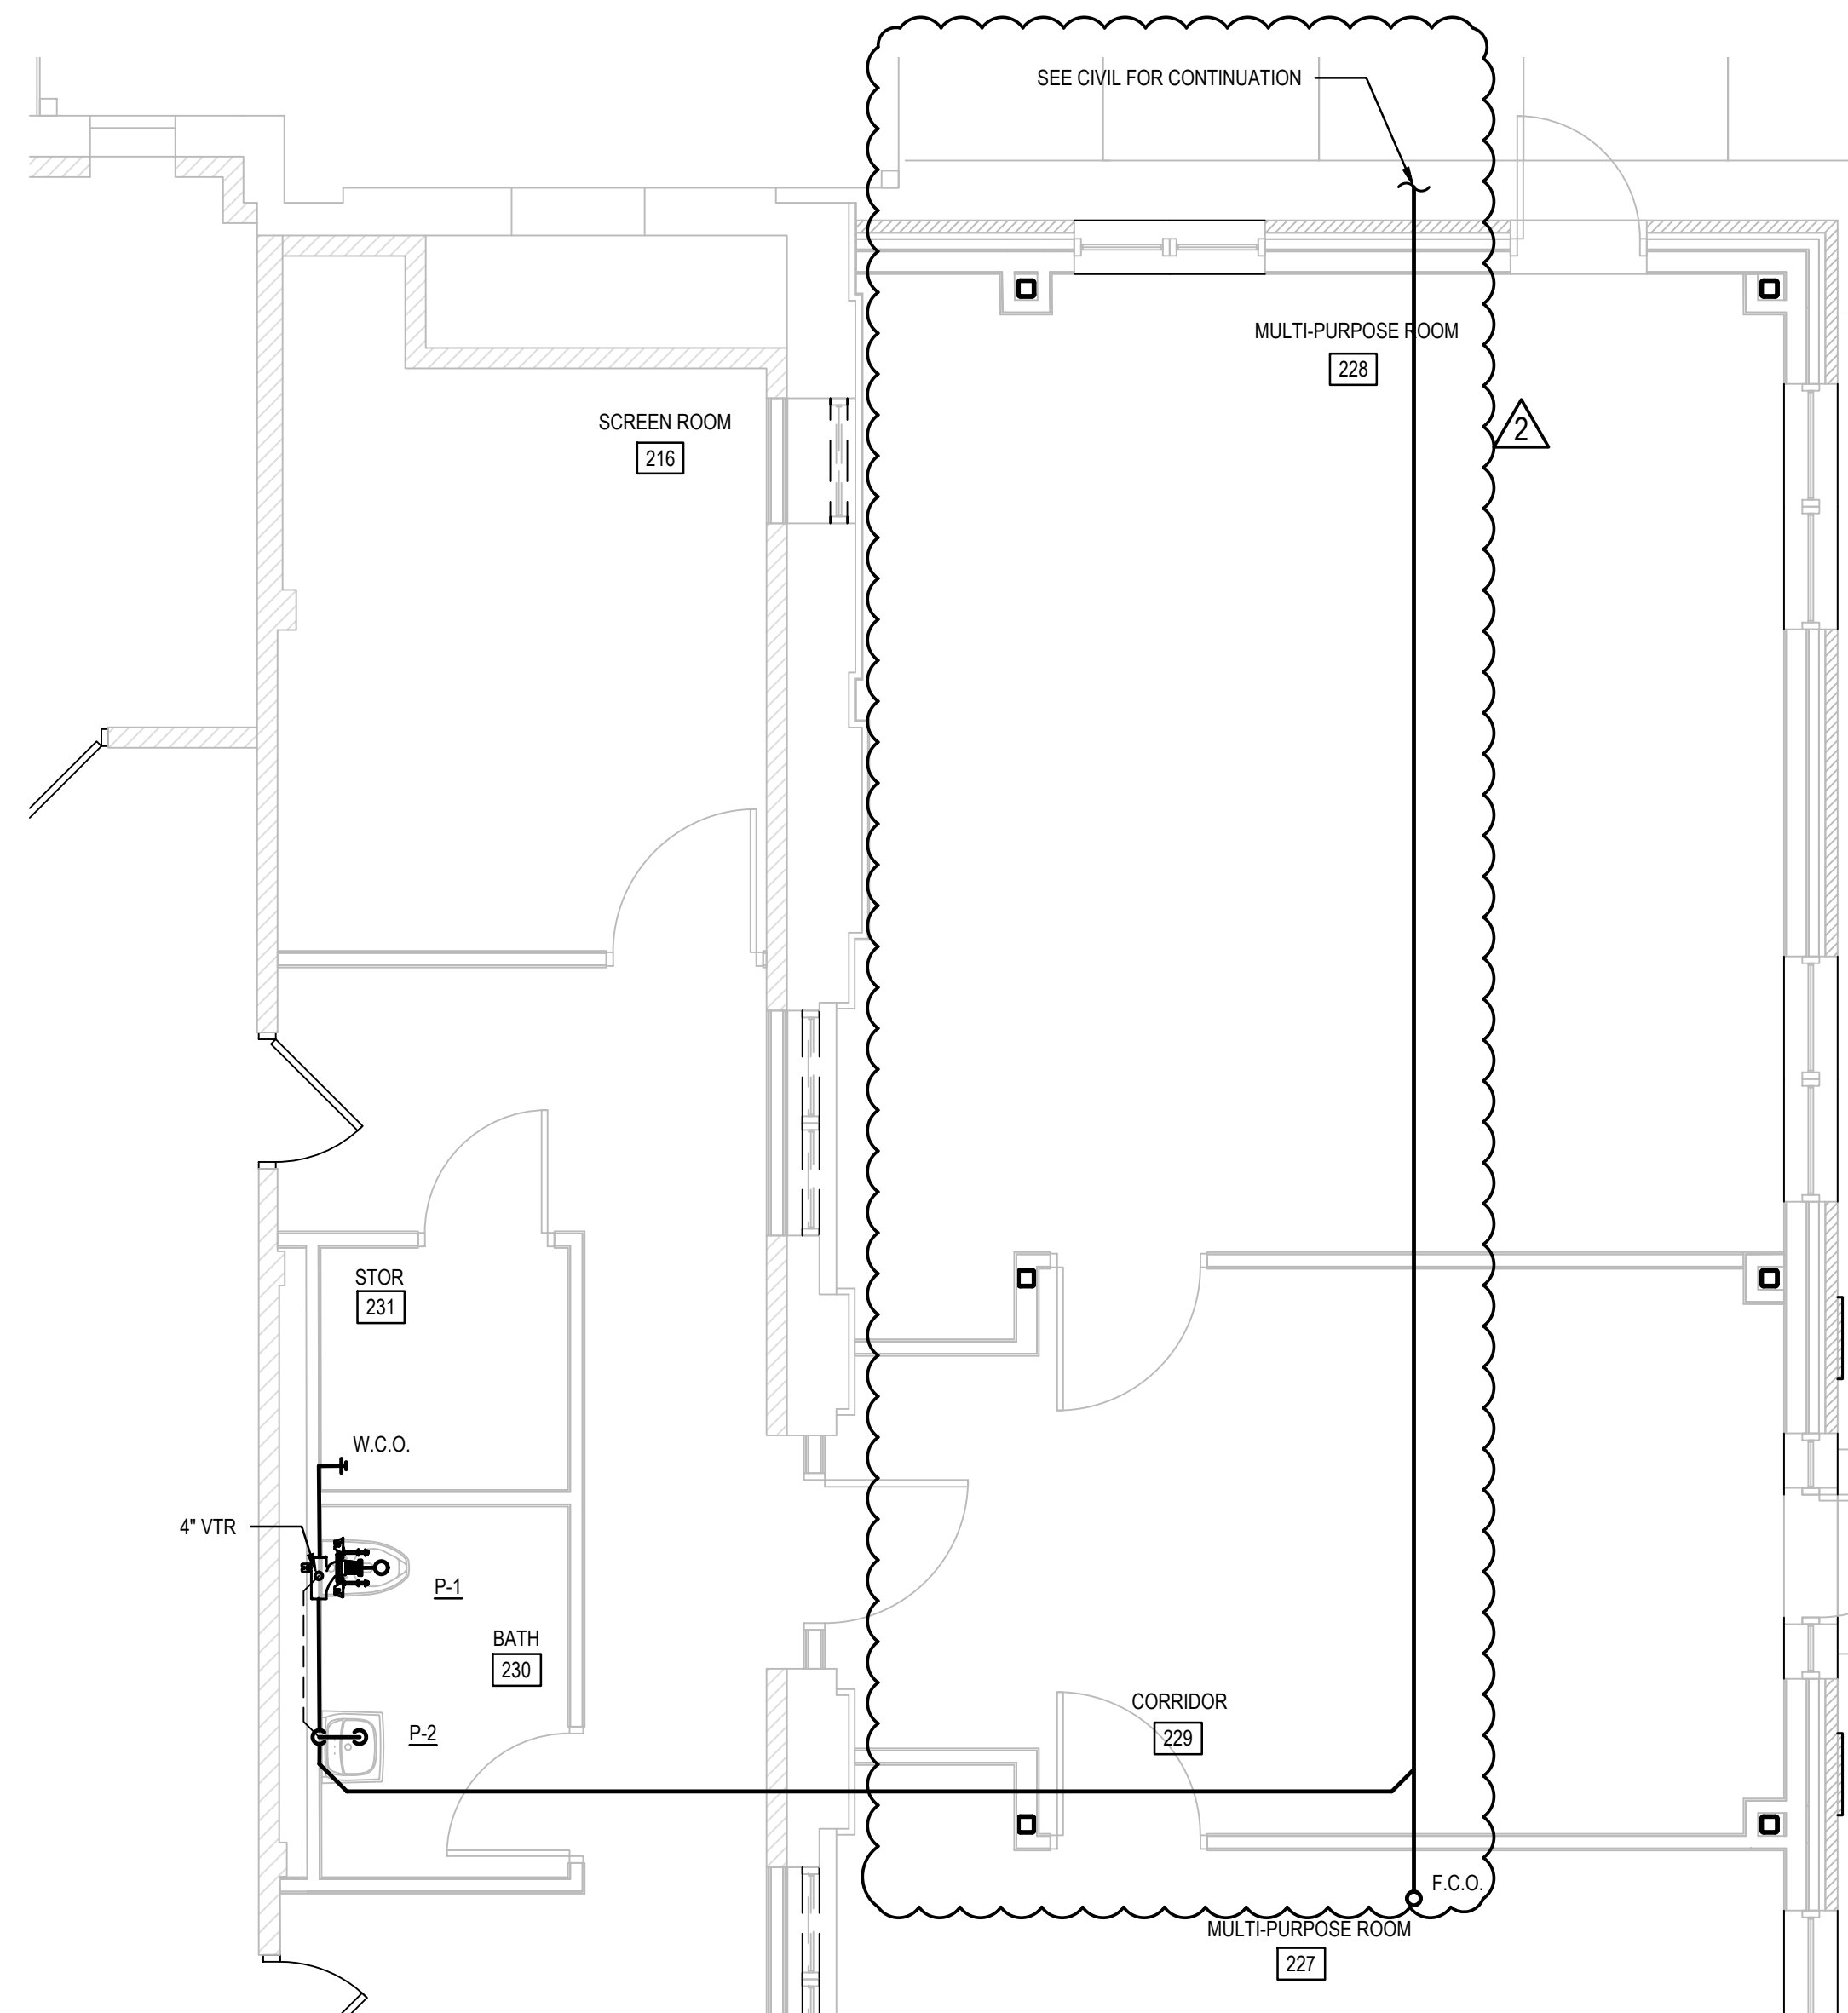 SEE CIVIL FOR CONTINUATION
MULTI-PURPOSE ROOM
228
2
SCREEN ROOM
216
STOR
231
W.C.O.
4" VTR
P-1
BATH
230
P-2
CORRIDOR
229
F.C.O.
MULTI-PURPOSE ROOM
227